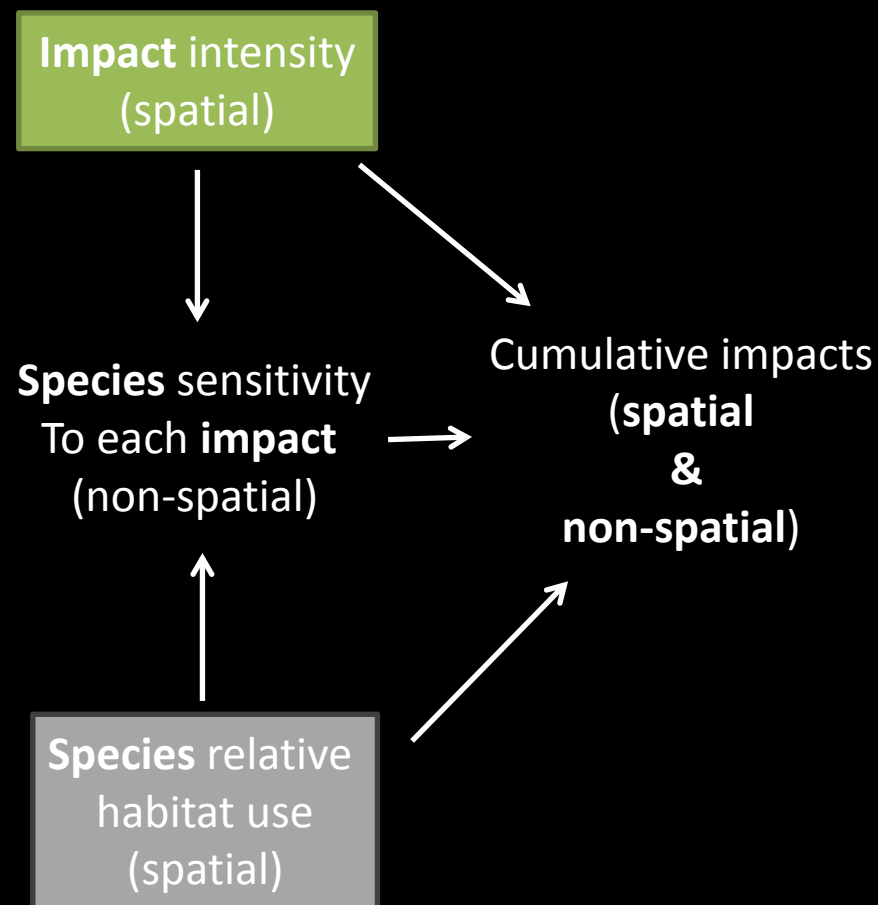 Impact intensity
(spatial)
Species sensitivity
To each impact
(non-spatial)
Cumulative impacts
(spatial
&
non-spatial)
Species relative
habitat use
(spatial)